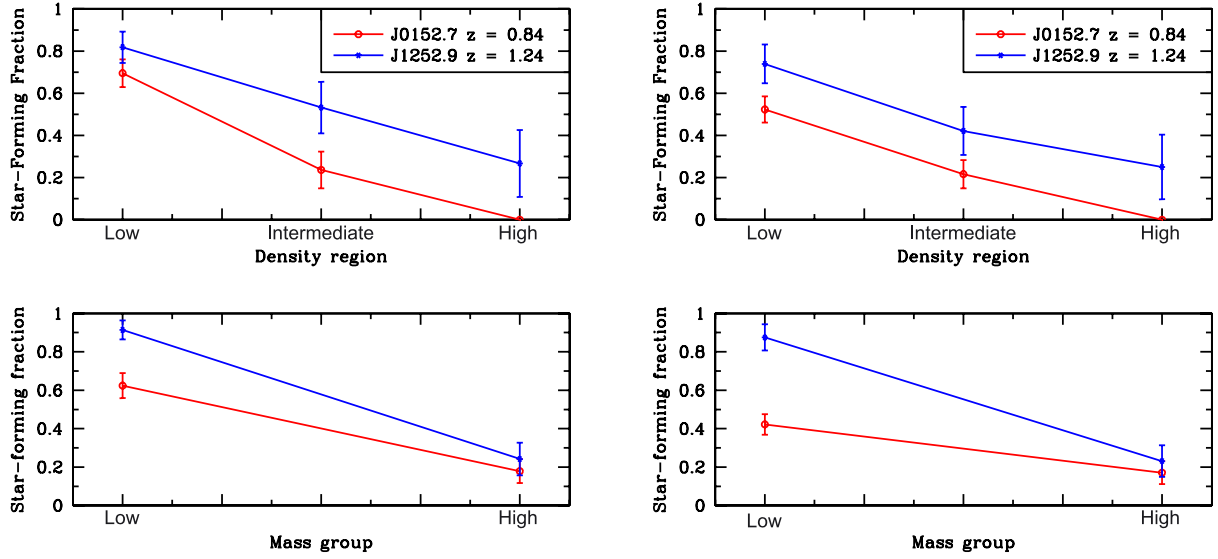 Star-Forming Fraction
1
0.8
0.6
0.4
0.2
0
J0152.7 z = 0.84
J1252.9 z = 1.24
Low Intermediate High
Density region
Star-Forming Fraction
1
0.8
0.6
0.4
0.2
0
J0152.7 z = 0.84
J1252.9 z = 1.24
Low Intermediate High
Density region
Star-forming fraction
1
0.8
0.6
0.4
0.2
0
Low High
Mass group
Star-forming fraction
1
0.8
0.6
0.4
0.2
0
Low High
Mass group